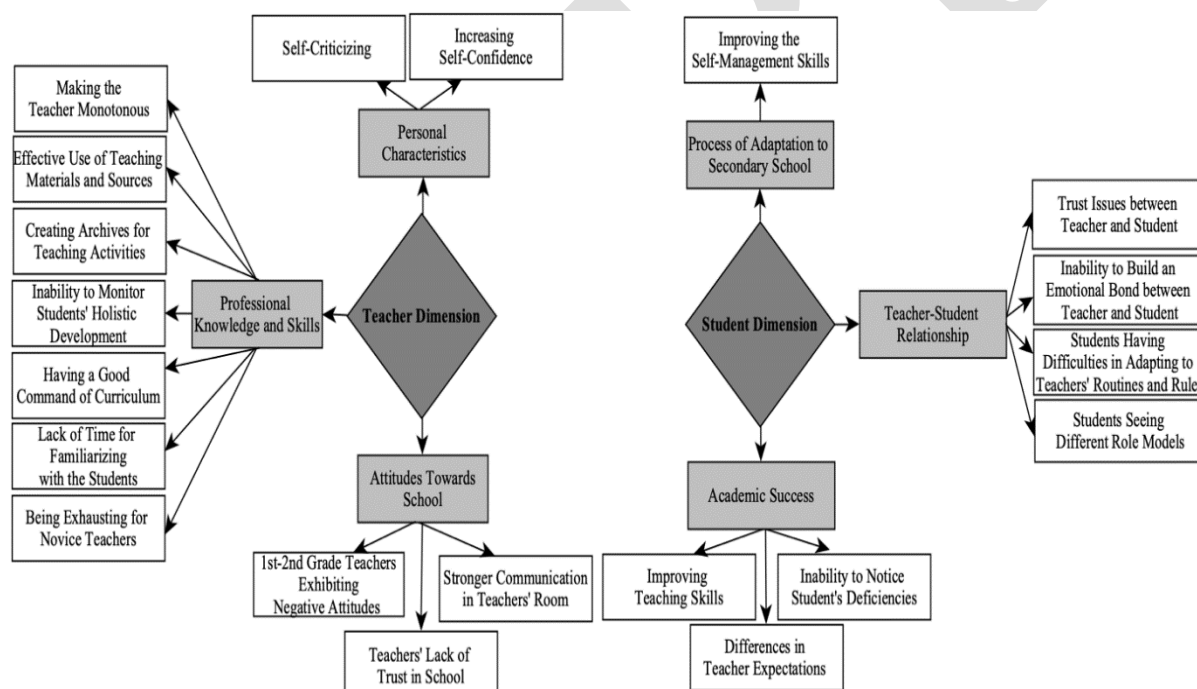 Self-Criticizing
Increasing
Self-Confidence
Improving the
Self-Management Skills
Making the
Teacher Monotonous
Effective Use of Teaching
Materials and Sources
Creating Archives for
Teaching Activities
Inability to Monitor
Students' Holistic
Development
Having a Good
Command of Curriculum
Lack of Time for
Familiarizing
with the Students
Being Exhausting for
Novice Teachers
Personal
Characteristics
Professional
Knowledge and Skills
Teacher Dimension
Attitudes Towards
School
1st-2nd Grade Teachers
Exhibiting
Negative Attitudes
Stronger Communication
in Teachers' Room
Teachers' Lack of
Trust in School
Process of Adaptation to
Secondary School
Student Dimension
Teacher-Student
Relationship
Trust Issues between
Teacher and Student
Inability to Build an
Emotional Bond between
Teacher and Student
Students Having
Difficulties in Adapting to
Teachers' Routines and Rule
Students Seeing
Different Role Models
Academic Success
Improving
Teaching Skills
Inability to Notice
Student's Deficiencies
Differences in
Teacher Expectations